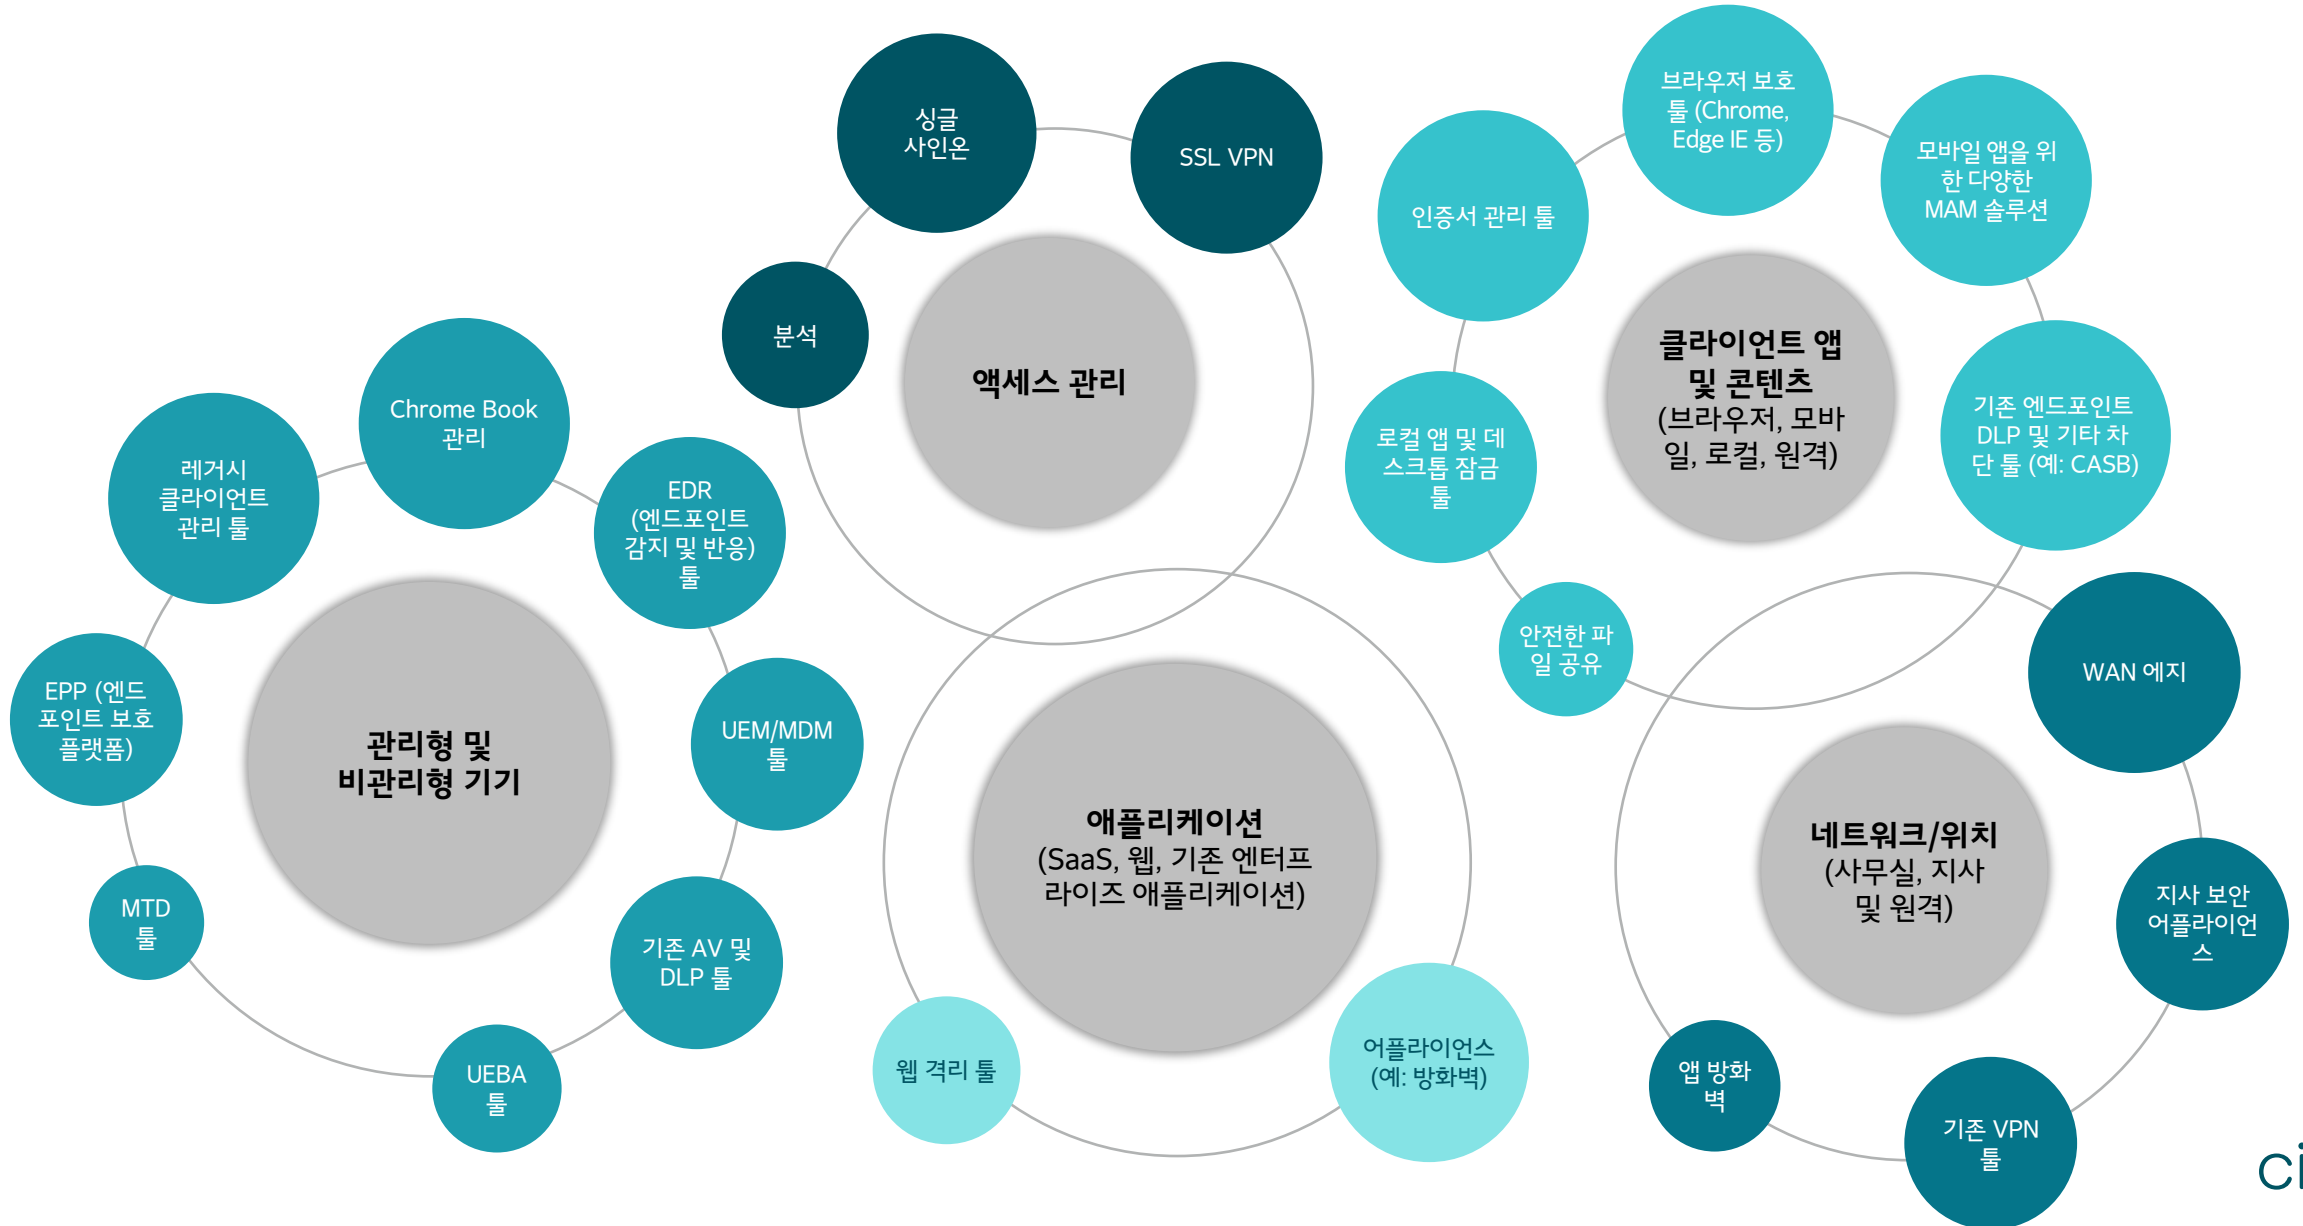 싱글
사인온
SSL VPN
분석
액세스 관리
브라우저 보호
툴 (Chrome,
Edge IE 등)
모바일 앱을 위
한 다양한
MAM 솔루션
인증서 관리 툴
클라이언트 앱
및 콘텐츠
(브라우저, 모바
일, 로컬, 원격)
기존 엔드포인트
DLP 및 기타 차
단 툴 (예: CASB)
로컬 앱 및 데
스크톱 잠금
툴
안전한 파
일 공유
Chrome Book
관리
레거시
클라이언트
관리 툴
EDR
(엔드포인트
감지 및 반응)
툴
EPP (엔드
포인트 보호
플랫폼)
관리형 및
비관리형 기기
UEM/MDM
툴
MTD
툴
기존 AV 및
DLP 툴
UEBA
툴
애플리케이션
(SaaS, 웹, 기존 엔터프
라이즈 애플리케이션)
웹 격리 툴
어플라이언스
(예: 방화벽)
WAN 에지
네트워크/위치
(사무실, 지사
및 원격)
지사 보안
어플라이언
스
앱 방화
벽
기존 VPN
툴